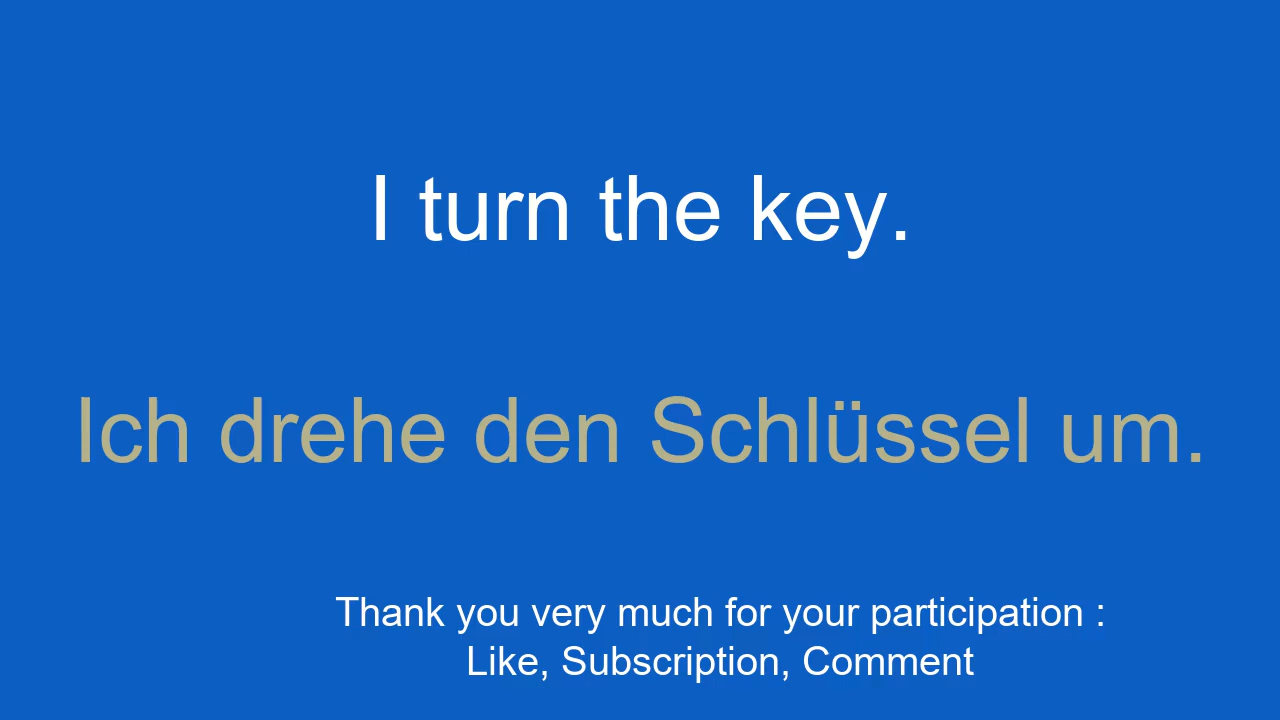 I turn the key.
Ich drehe den Schlüssel um.
Thank you very much for your participation :
Like, Subscription, Comment